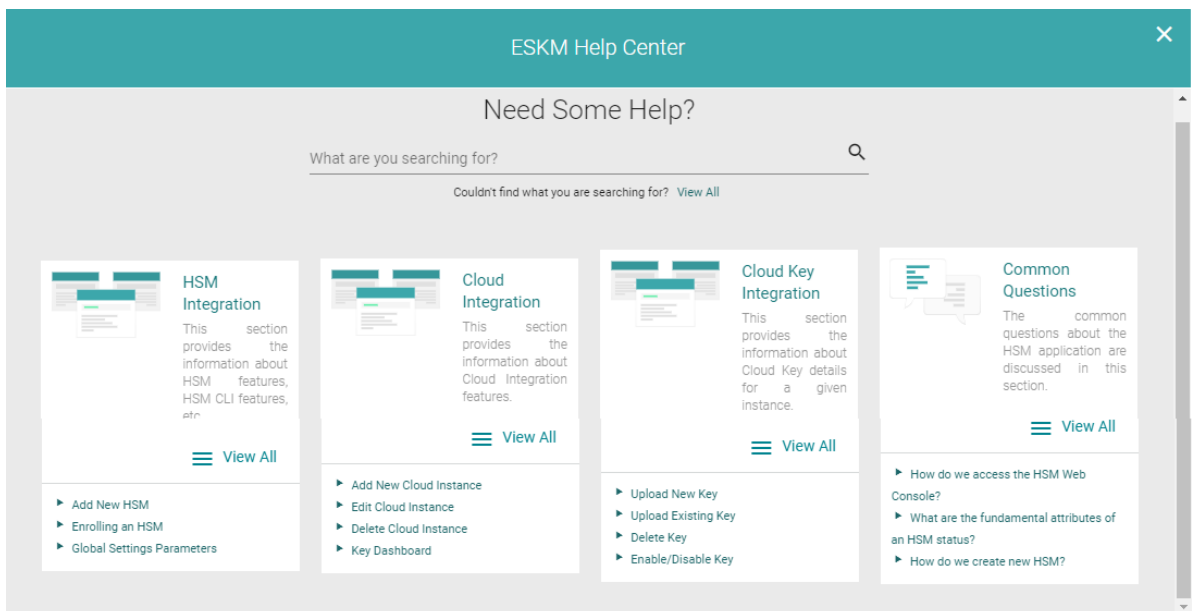 ESKM Help Center
Need Some Help?
What are you searching for?
Couldn't find what you are searching for? View All
HSM
Integration
This section
provides the
information about
HSM features,
HSM CLI features,
etc
View All
Add New HSM
Enrolling an HSM
Global Settings Parameters
Cloud
Integration
This section
provides the
information about
Cloud Integration
features.
View All
Add New Cloud Instance
Edit Cloud Instance
Delete Cloud Instance
Key Dashboard
Cloud Key
Integration
This section
provides the
information about
Cloud Key details
for a given
instance.
View All
Upload New Key
Upload Existing Key
Delete Key
Enable/Disable Key
Common
Questions
The common
questions about the
HSM application are
discussed in this
section.
View All
How do we access the HSM Web
Console?
What are the fundamental attributes of
an HSM status?
How do we create new HSM?